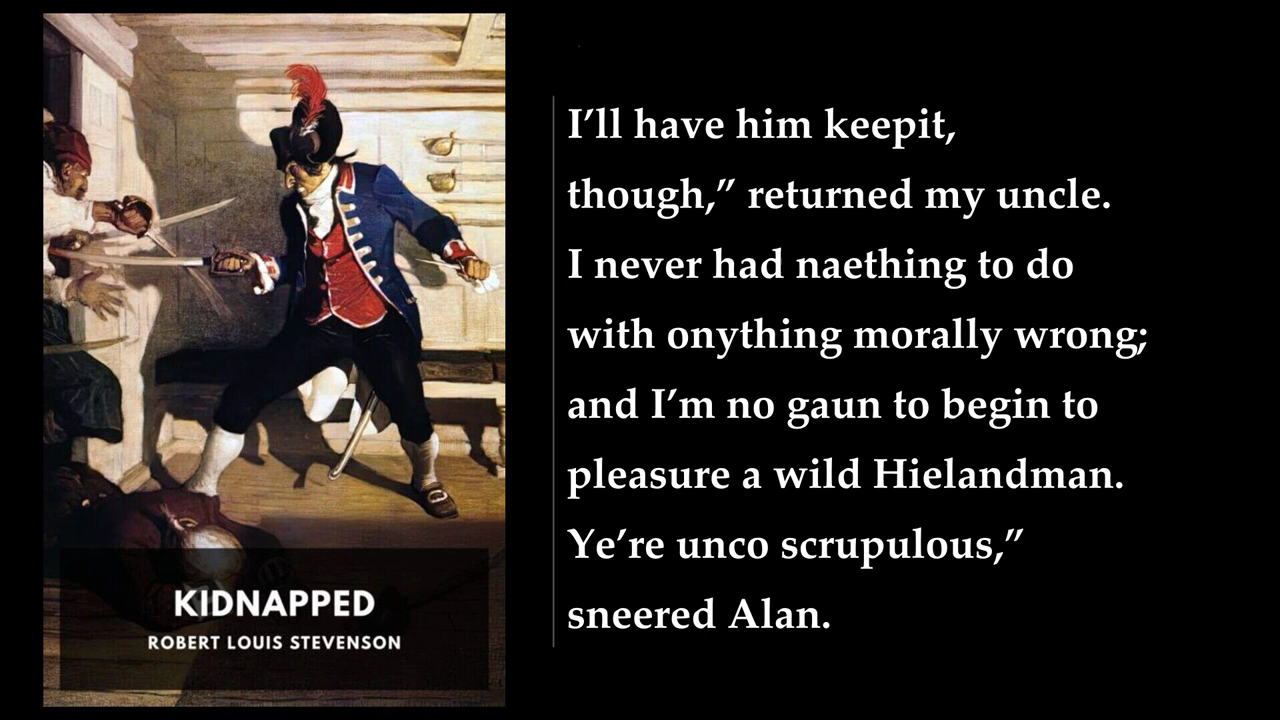 KIDNAPPED
ROBERT LOUIS STEVENSON
I’ll have him keepit,
though,” returned my uncle.
I never had naething to do
with onything morally wrong;
and I’m no gaun to begin to
pleasure a wild Hielandman.
Ye’re unco scrupulous,”
sneered Alan.